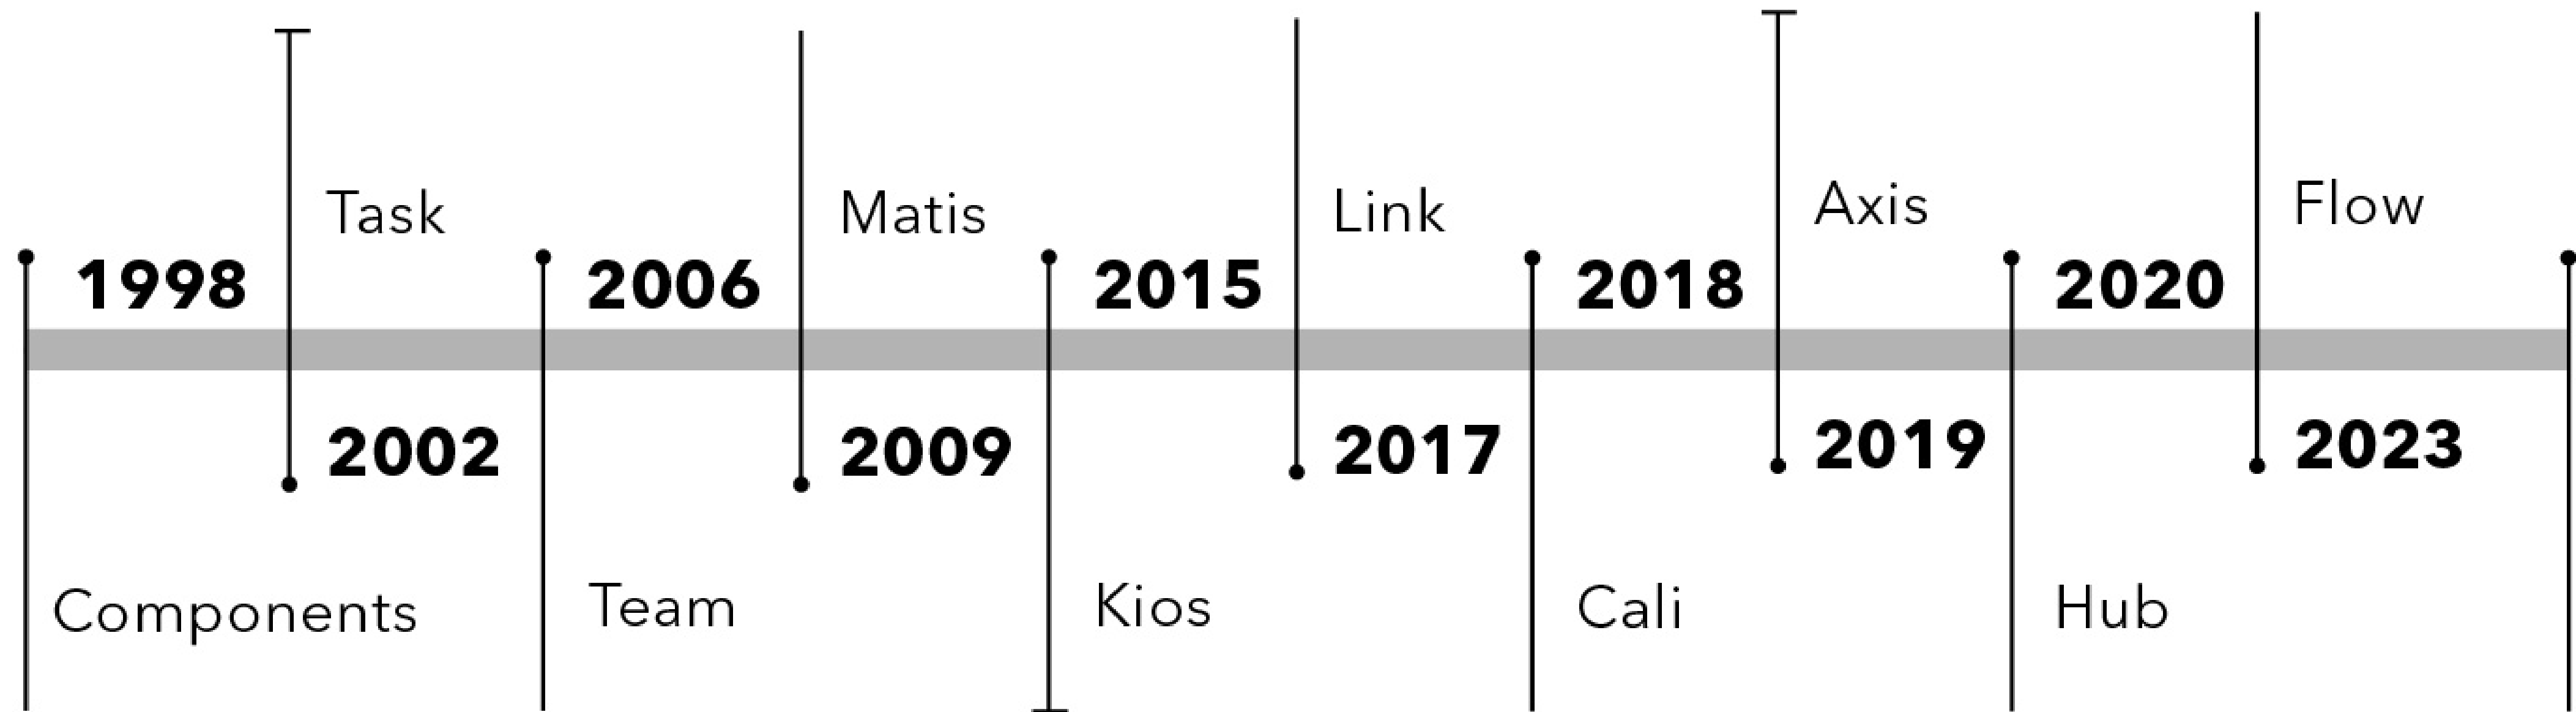 Task
Matis
Link
Axis
Flow
1998
2006
2015
2018
2020
2002
2009
2017
2019
2023
Components
Team
Kios
Cali
Hub